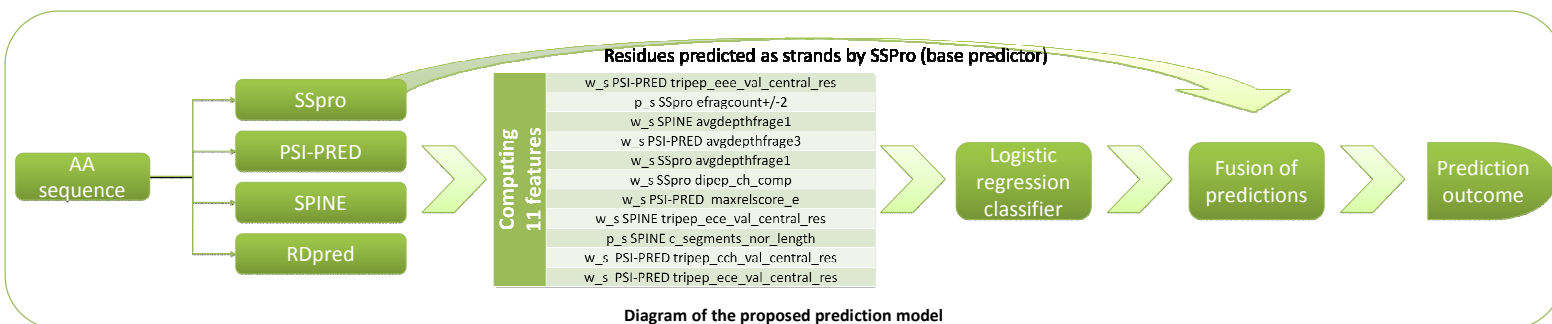 Residues predicted as strands by SSPro (base predictor)
AA
sequence
SSpro
PSI-PRED
SPINE
RDpred
Computing
11 features
w_s PSI-PRED tripep_eee_val_central_res
p_s SSpro efragcount+/-2
w_s SPINE avgdepthfrage1
w_s PSI-PRED avgdepthfrage3
w_s SSpro avgdepthfrage1
w_s SSpro dipep_ch_comp
w_s PSI-PRED maxrelscore_e
w_s SPINE tripep_ece_val_central_res
p_s SPINE c_segments_nor_length
w_s PSI-PRED tripep_cch_val_central_res
w_s PSI-PRED tripep_ece_val_central_res
Logistic
regression
classifier
Fusion of
predictions
Prediction
outcome
Diagram of the proposed prediction model